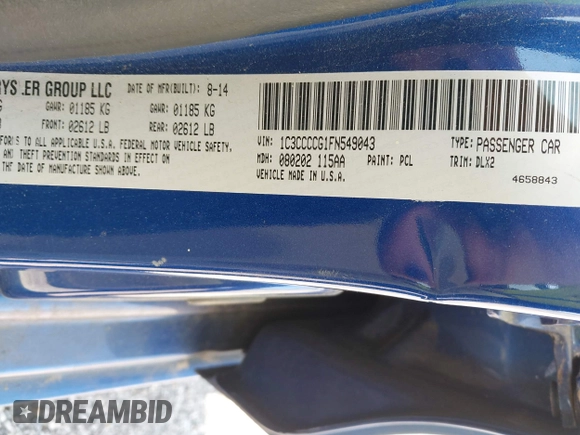 RYSLER GROUP LLC DATE OF MFR(BUILT): 8-14
G GAWR: 01185 KG GAWR: 01185 KG
FRONT: 02612 LB REAR: 02612 LB
FORMS TO ALL APPLICABLE U.S.A. FEDERAL MOTOR VEHICLE SAFETY,
AND THEFT PREVENTION STANDARDS IN EFFECT ON
THE DATE OF MANUFACTURE SHOWN ABOVE.
VIN: 1C3CCCCG1FN549043 TYPE: PASSENGER CAR
MDH: 080202 115AA PAINT: PCL TRIM: DLX2
VEHICLE MADE IN U.S.A. 4658843
DREAMBID